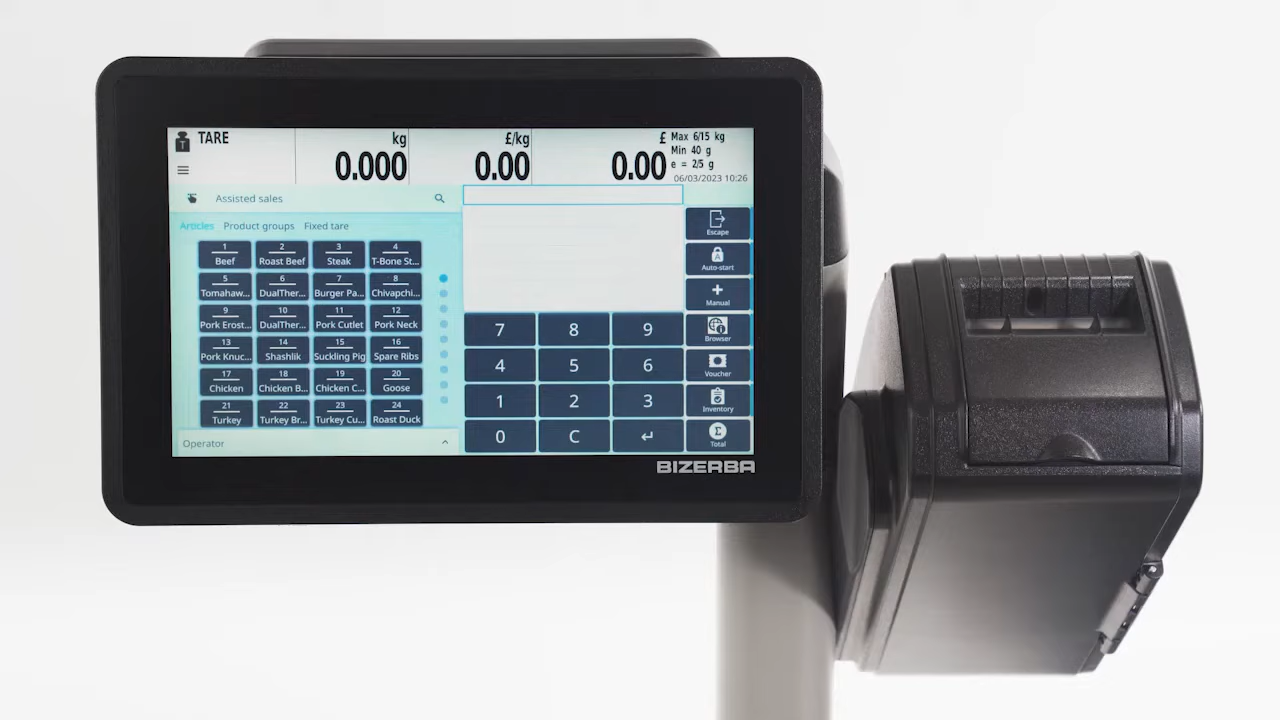 TARE
kg
0.000
£/kg
0.00
£
0.00
Max 6/15 kg
Min 40 g
e = 2/5 g
06/03/2023 10:26
Assisted sales
Articles Product groups Fixed tare
1 Beef
2 Roast Beef
3 Steak
4 T-Bone St...
5 Tomahaw...
6 DualTher...
7 Burger Pa...
8 Chivapchi...
9 Pork Erost...
10 DualTher...
11 Pork Cutlet
12 Pork Neck
13 Pork Knuc...
14 Shashlik
15 Suckling Pig
16 Spare Ribs
17 Chicken
18 Chicken B...
19 Chicken C...
20 Goose
21 Turkey
22 Turkey Br...
23 Turkey Cu...
24 Roast Duck
Operator
7 8 9
4 5 6
1 2 3
0 C ↵
Escape
Auto-start
Manual
Browser
Voucher
Inventory
Total
BIZERBA